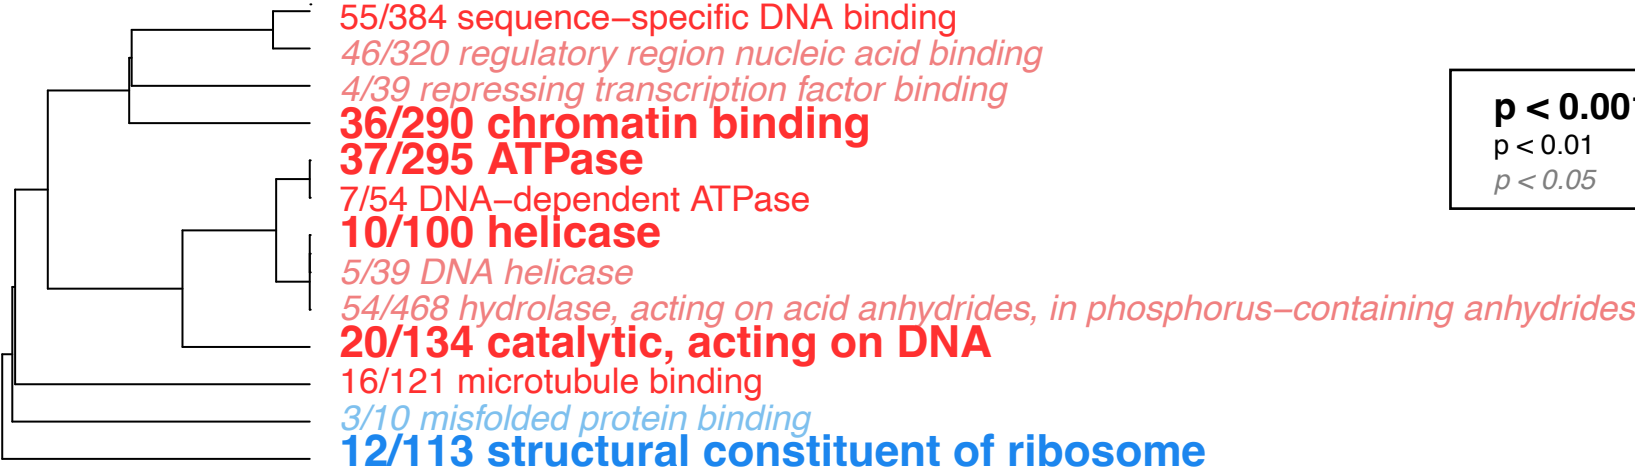 55/384 sequence−specific DNA binding
46/320 regulatory region nucleic acid binding
4/39 repressing transcription factor binding
36/290 chromatin binding
37/295 ATPase
7/54 DNA−dependent ATPase
10/100 helicase
5/39 DNA helicase
54/468 hydrolase, acting on acid anhydrides, in phosphorus−containing anhydrides
20/134 catalytic, acting on DNA
16/121 microtubule binding
3/10 misfolded protein binding
12/113 structural constituent of ribosome
p < 0.001
p < 0.01
p < 0.05